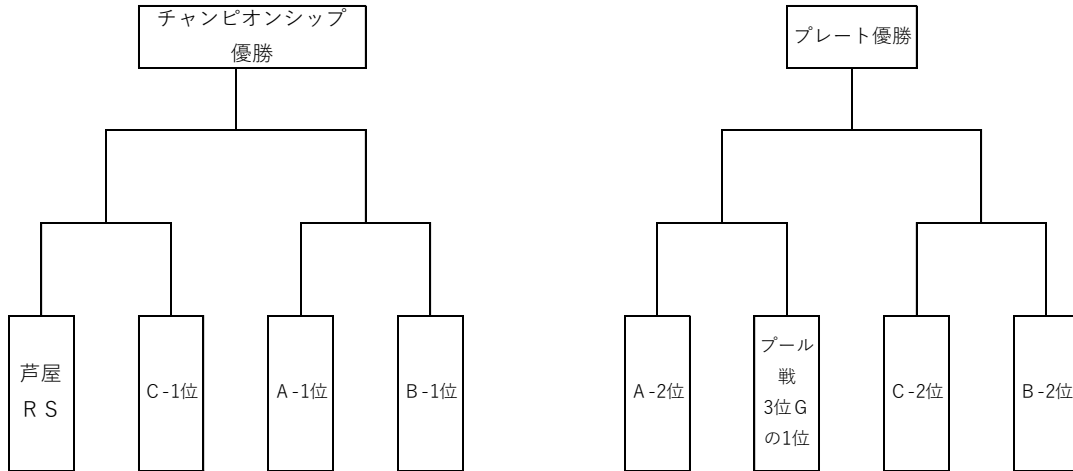 チャンピオンシップ
優勝
プレート優勝
芦屋
ＲＳ
Ｃ-1位
Ａ-1位
Ｂ-1位
Ａ-2位
プール
戦
3位Ｇ
の1位
Ｃ-2位
Ｂ-2位